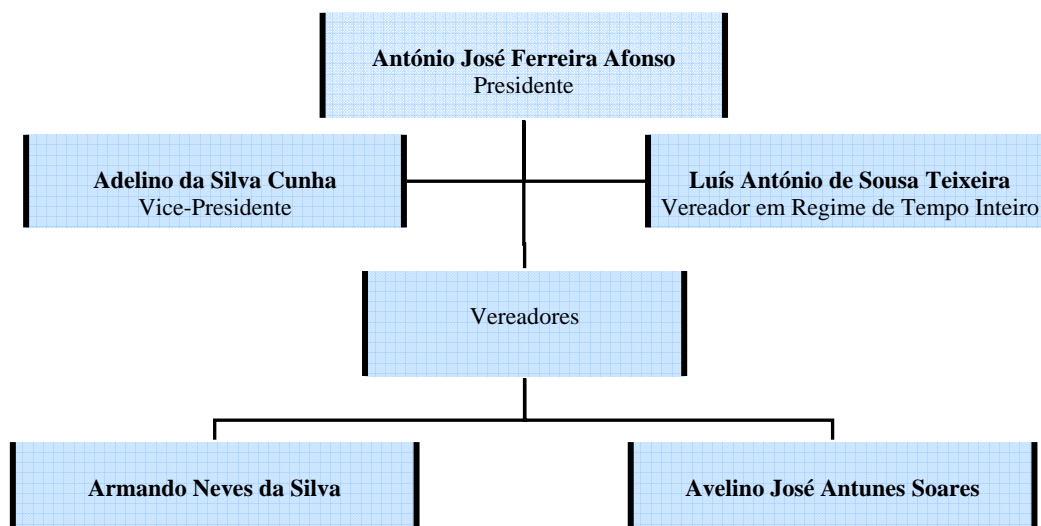 António José Ferreira Afonso
Presidente
Adelino da Silva Cunha
Vice-Presidente
Luís António de Sousa Teixeira
Vereador em Regime de Tempo Inteiro
Vereadores
Armando Neves da Silva
Avelino José Antunes Soares